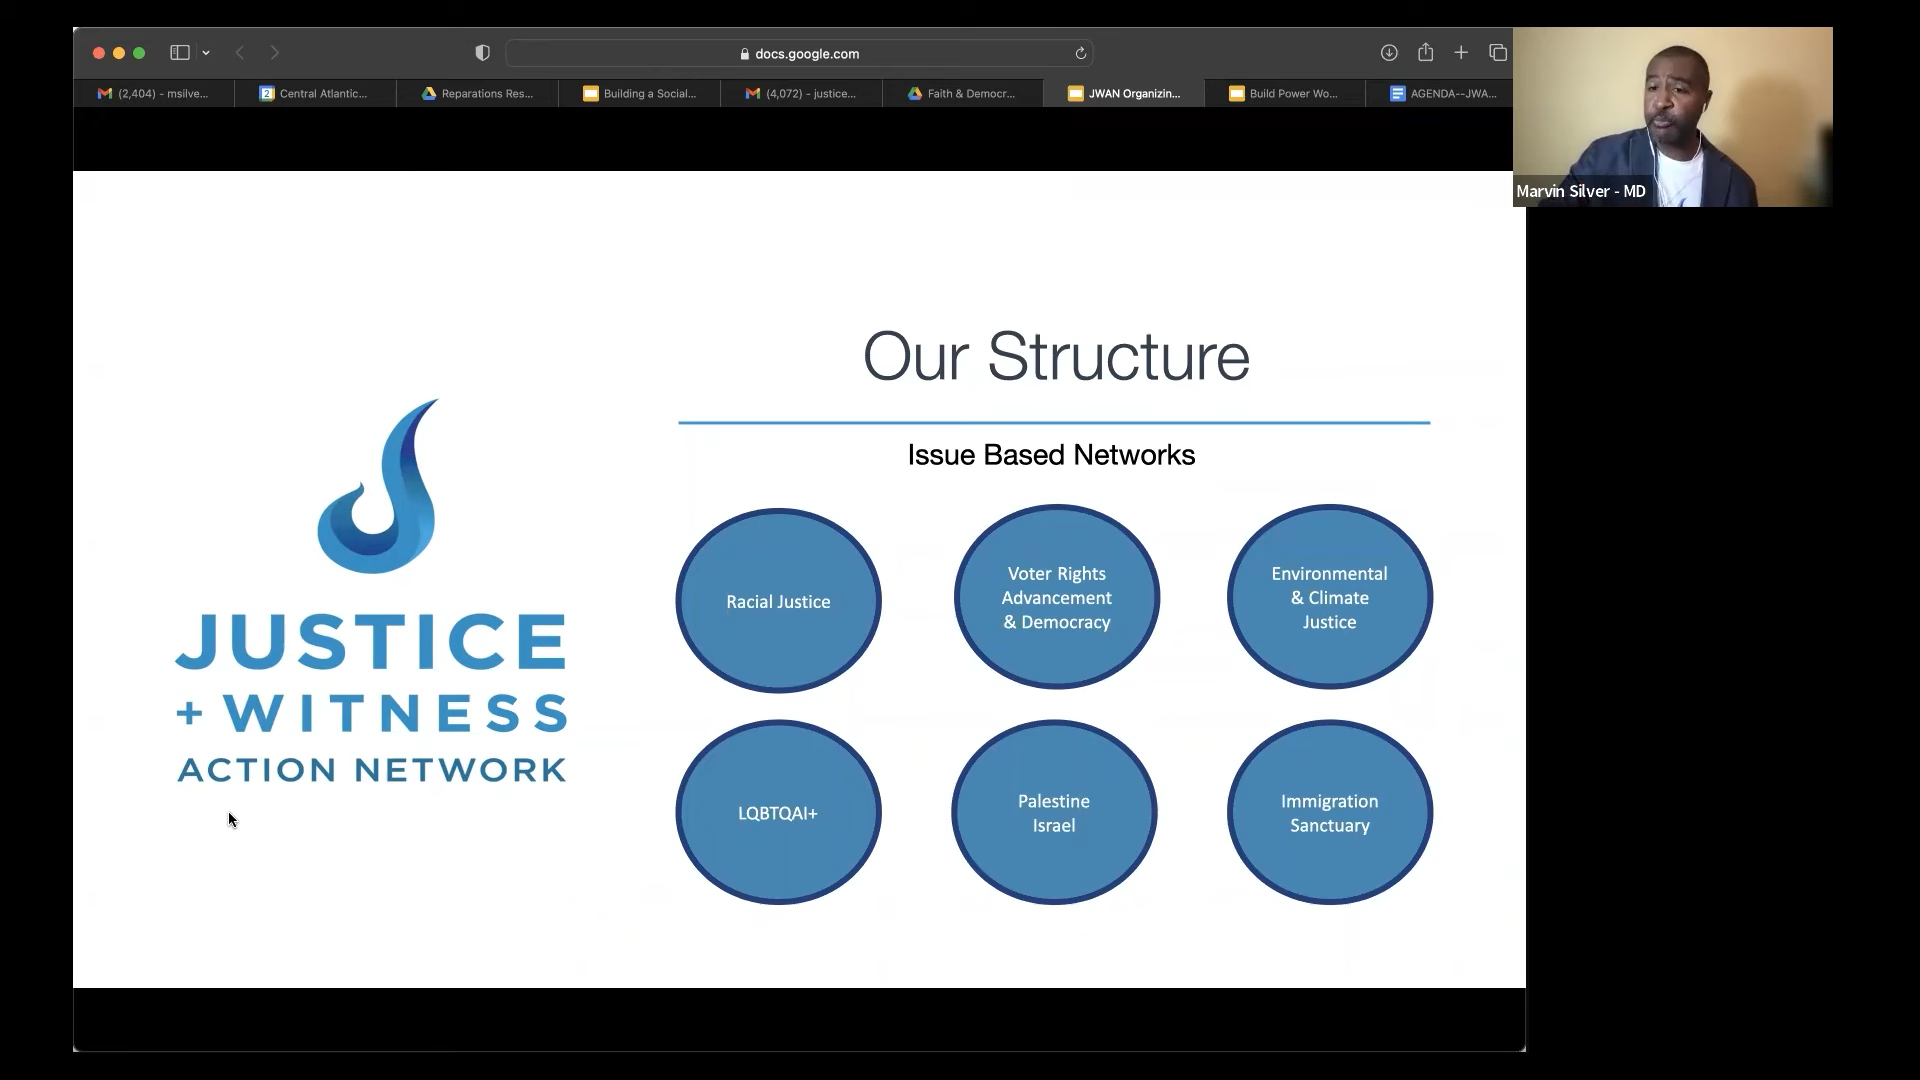 docs.google.com
(2,404) - msilve...
2
Central Atlantic...
Reparations Res...
Building a Social...
(4,072) - justice...
Faith & Democr...
JWAN Organizin...
Build Power Wo...
AGENDA--JWA...
Marvin Silver - MD
Our Structure
Issue Based Networks
JUSTICE
+ WITNESS
ACTION NETWORK
Racial Justice
Voter Rights
Advancement
& Democracy
Environmental
& Climate
Justice
LQBTQAI+
Palestine
Israel
Immigration
Sanctuary